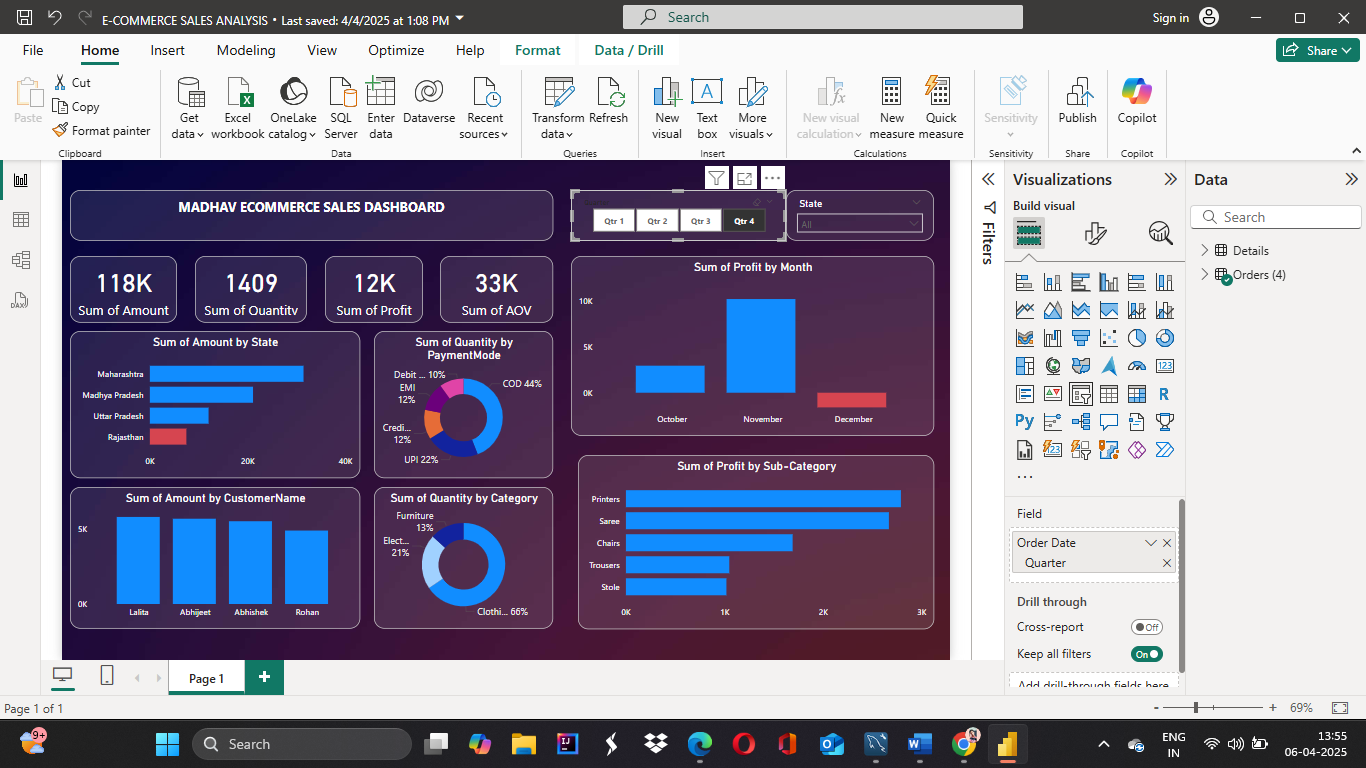 E-COMMERCE SALES ANALYSIS • Last saved: 4/4/2025 at 1:08 PM
Search
Sign in
File
Home
Insert
Modeling
View
Optimize
Help
Format
Data / Drill
Share
Paste
Cut
Copy
Format painter
Get data
Excel workbook
OneLake catalog
SQL Server
Enter data
Dataverse
Recent sources
Transform data
Refresh
New visual
Text box
More visuals
New visual calculation
New measure
Quick measure
Sensitivity
Publish
Copilot
Clipboard
Data
Queries
Insert
Calculations
Sensitivity
Share
Copilot
MADHAV ECOMMERCE SALES DASHBOARD
Qtr 1
Qtr 2
Qtr 3
Qtr 4
State
All
118K
Sum of Amount
1409
Sum of Quantity
12K
Sum of Profit
33K
Sum of AOV
Sum of Profit by Month
10K
5K
0K
October
November
December
Sum of Amount by State
Maharashtra
Madhya Pradesh
Uttar Pradesh
Rajasthan
0K
20K
40K
Sum of Quantity by
PaymentMode
Debit ... 10%
EMI
12%
Credi...
12%
UPI 22%
COD 44%
Sum of Profit by Sub-Category
Printers
Saree
Chairs
Trousers
Stole
0K
1K
2K
3K
Sum of Amount by CustomerName
5K
0K
Lalita
Abhijeet
Abhishek
Rohan
Sum of Quantity by Category
Furniture
13%
Elect...
21%
Clothi... 66%
Filters
Visualizations
Build visual
123
R
Py
123
...
Field
Order Date
Quarter
Drill through
Cross-report
Off
Keep all filters
On
Add drill-through fields here
Data
Search
Details
Orders (4)
DAX
Page 1
+
Page 1 of 1
-
+
69%
9+
Search
ENG
IN
13:55
06-04-2025